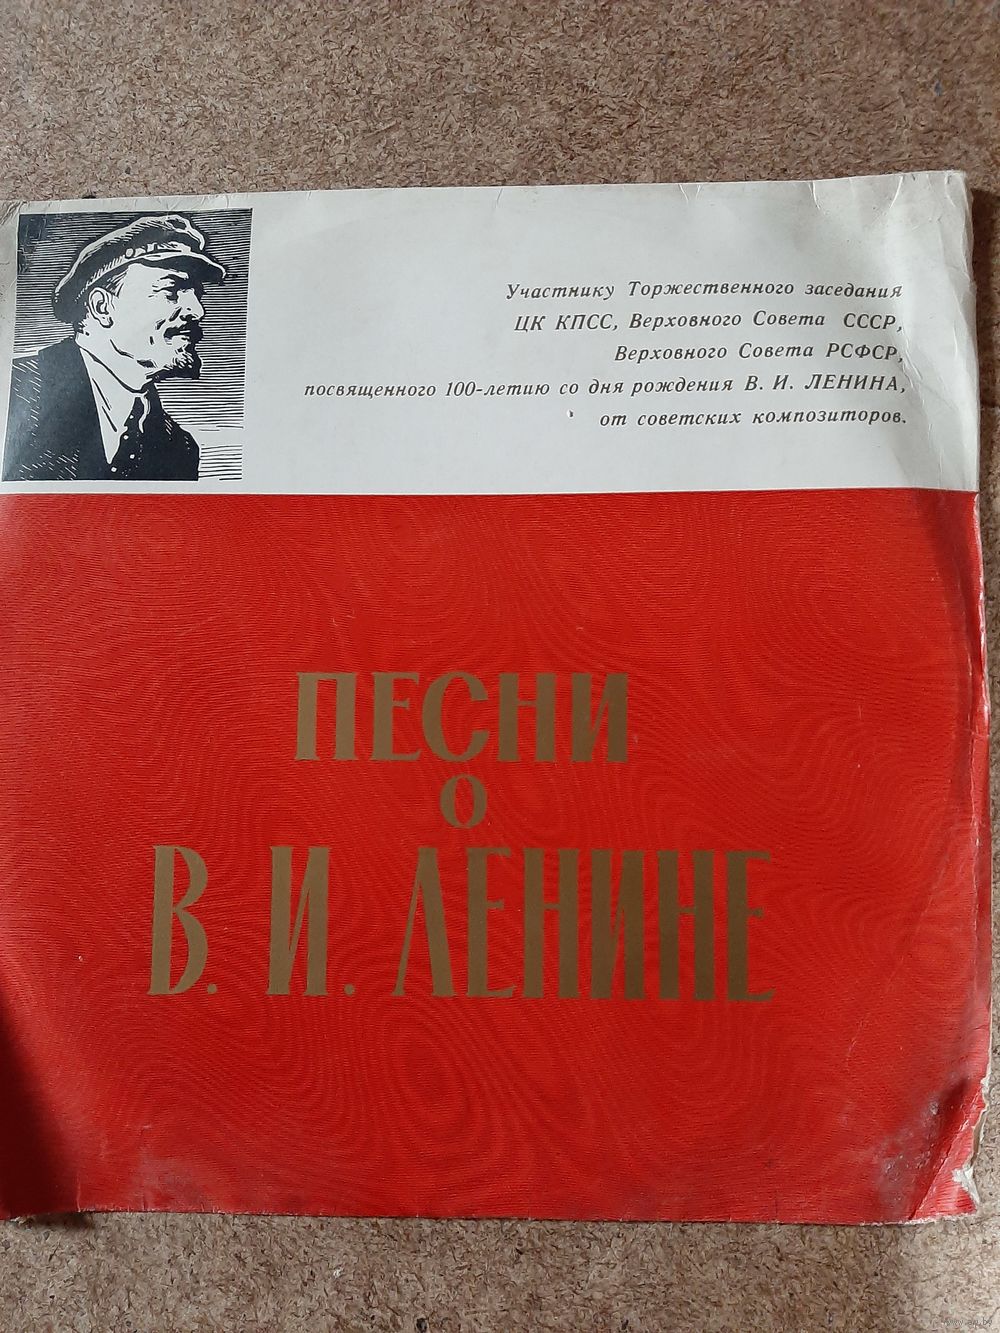 Участнику Торжественного заседания
ЦК КПСС, Верховного Совета СССР,
Верховного Совета РСФСР,
посвященного 100-летию со дня рождения В. И. ЛЕНИНА,
от советских композиторов.
ПЕСНИ
О
В. И. ЛЕНИНЕ